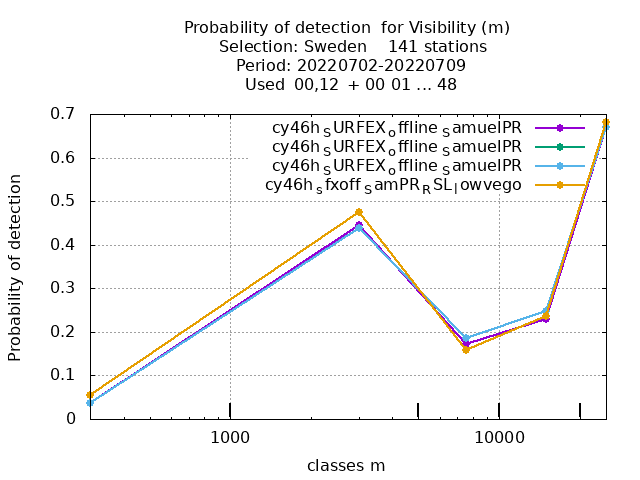 Probability of detection  for Visibility (m)
Selection: Sweden    141 stations
Period: 20220702-20220709
Used  00,12  + 00 01 ... 48
cy46h_SURFEX_offline_SamuelPR
cy46h_SURFEX_offline_SamuelPR
cy46h_SURFEX_offline_SamuelPR
cy46h_sfxoff_SamPR_RSL_lowvego
0.7
0.6
0.5
0.4
0.3
0.2
0.1
0
Probability of detection
1000
10000
classes m